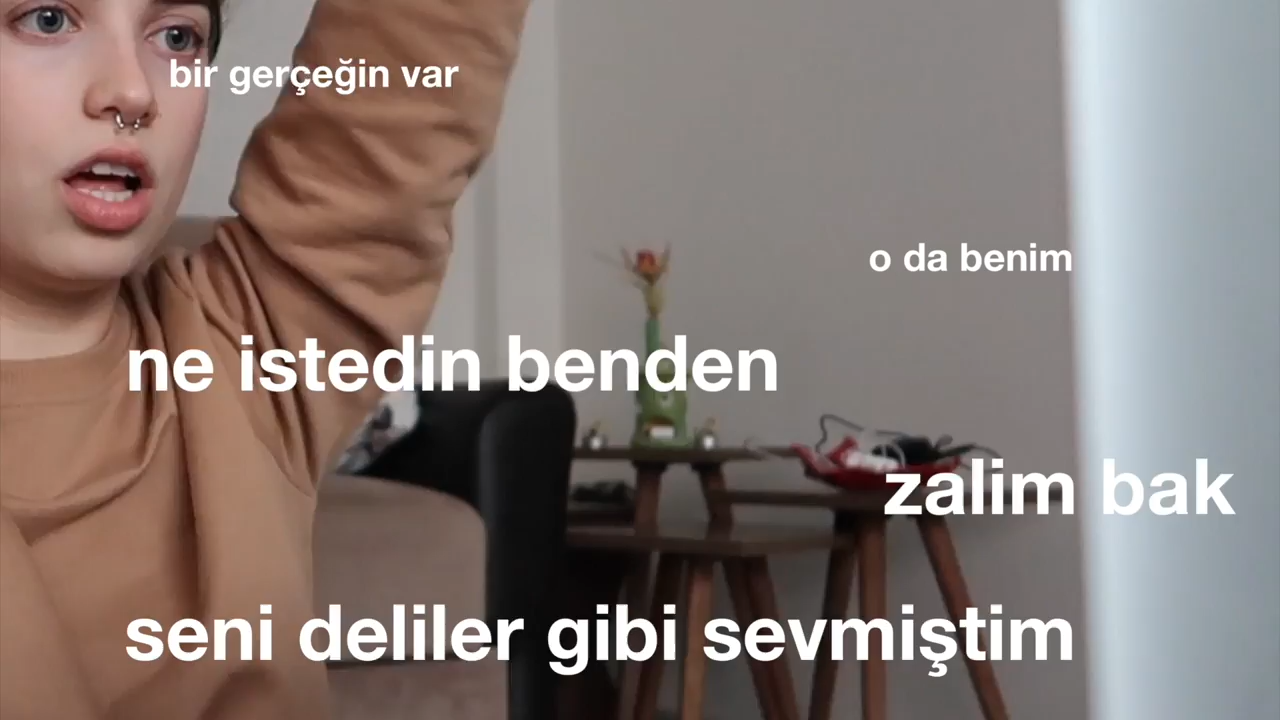 bir gerçeğin var
o da benim
ne istedin benden
zalim bak
seni deliler gibi sevmiştim